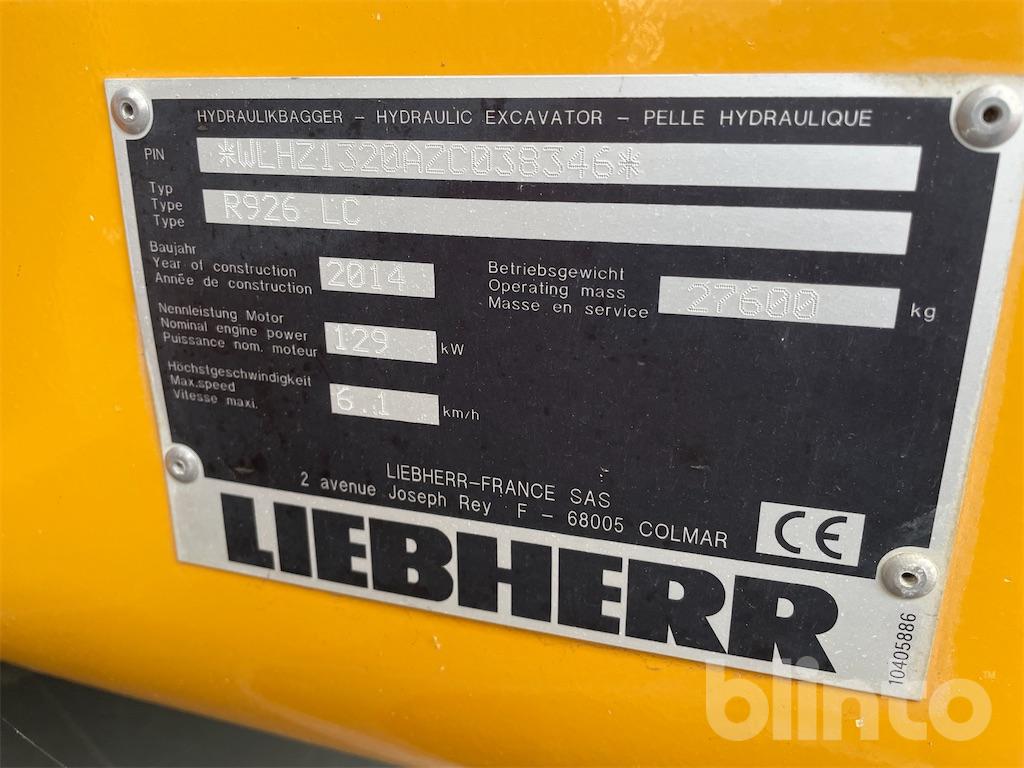 HYDRAULIKBAGGER – HYDRAULIC EXCAVATOR – PELLE HYDRAULIQUE
PIN *WLHZ1320AZC038346*
Typ
Type R926 LC
Type
Baujahr
Year of construction 2014
Année de construction
Betriebsgewicht
Operating mass 27600 kg
Masse en service
Nennleistung Motor
Nominal engine power 129 kW
Puissance nom. moteur
Höchstgeschwindigkeit
Max.speed 6.1 km/h
Vitesse maxi.
LIEBHERR–FRANCE SAS
2 avenue Joseph Rey F – 68005 COLMAR
CE
LIEBHERR
10405886
blinto™